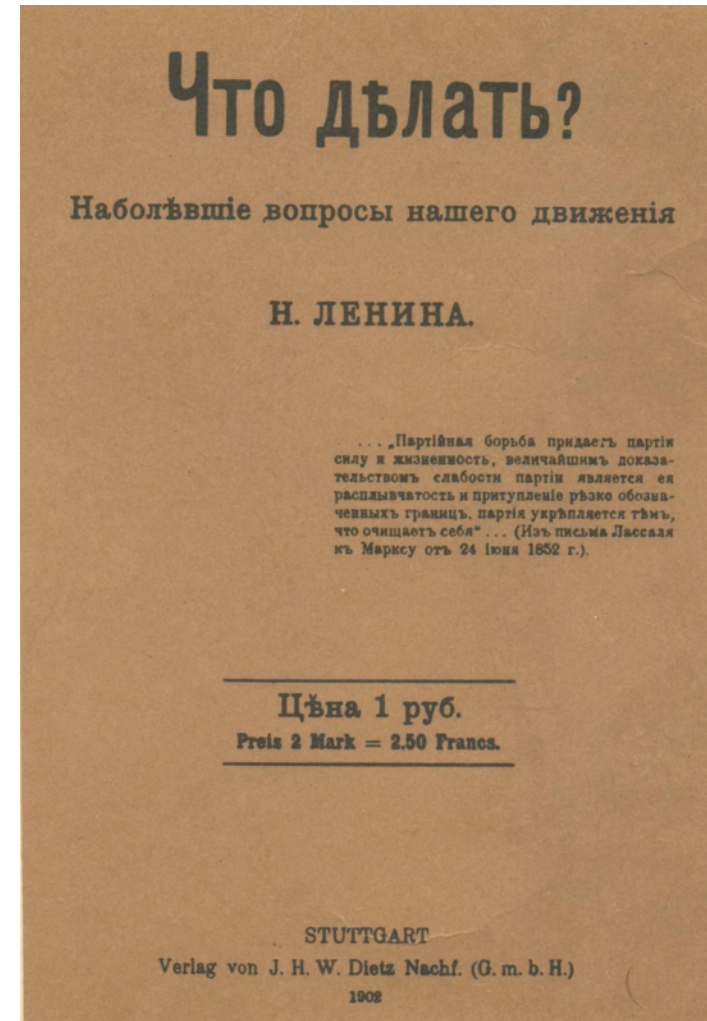 Что дѣлать?
Наболѣвшіе вопросы нашего движенія
Н. ЛЕНИНА.
. . . „Партійная борьба придаетъ партіи
силу и жизненность, величайшимъ доказа-
тельствомъ слабости партіи является ея
расплывчатость и притупленіе рѣзко обозна-
ченныхъ границъ, партія укрѣпляется тѣмъ,
что очищаетъ себя“ . . . (Изъ письма Лассаля
къ Марксу отъ 24 іюня 1852 г.).
Цѣна 1 руб.
Preis 2 Mark = 2.50 Francs.
STUTTGART
Verlag von J. H. W. Dietz Nachf. (G. m. b. H.)
1902